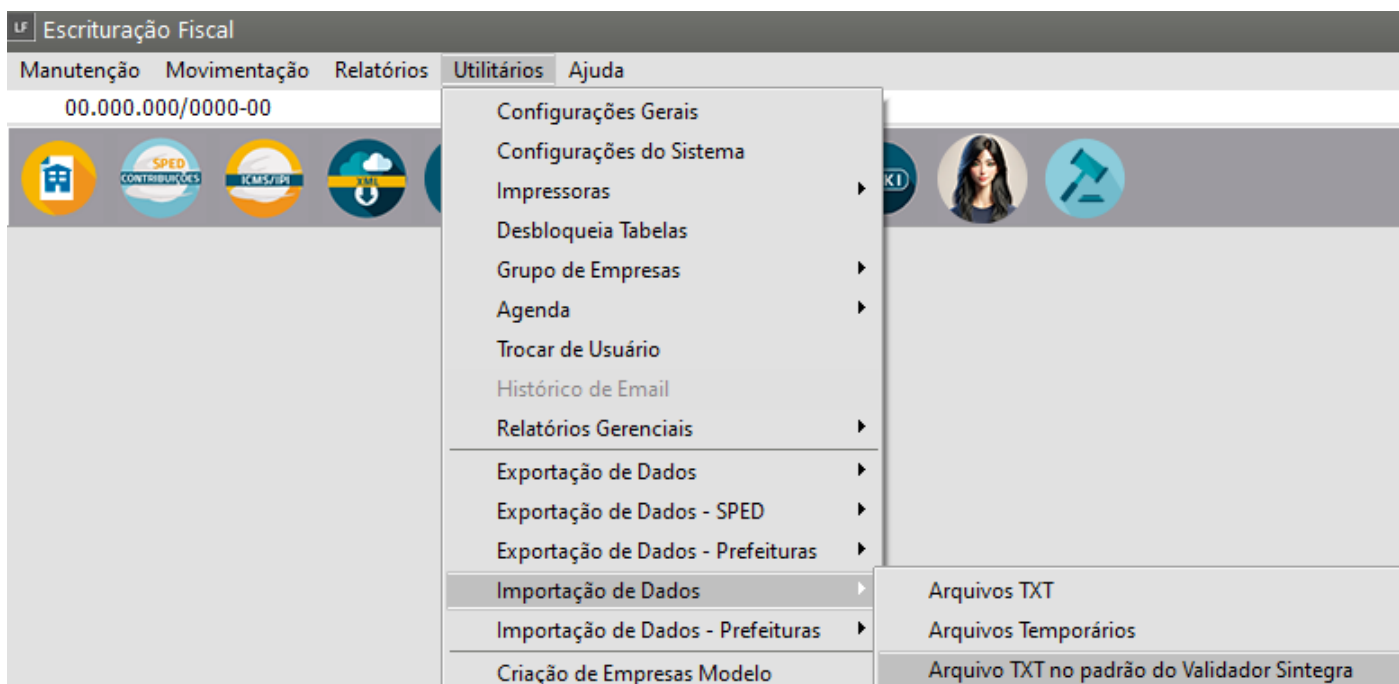 LF Escrituração Fiscal
Manutenção Movimentação Relatórios Utilitários Ajuda
00.000.000/0000-00
SPED
CONTRIBUIÇÕES
ICMS/IPI
XML
KI
Configurações Gerais
Configurações do Sistema
Impressoras
Desbloqueia Tabelas
Grupo de Empresas
Agenda
Trocar de Usuário
Histórico de Email
Relatórios Gerenciais
Exportação de Dados
Exportação de Dados - SPED
Exportação de Dados - Prefeituras
Importação de Dados
Importação de Dados - Prefeituras
Criação de Empresas Modelo
Arquivos TXT
Arquivos Temporários
Arquivo TXT no padrão do Validador Sintegra